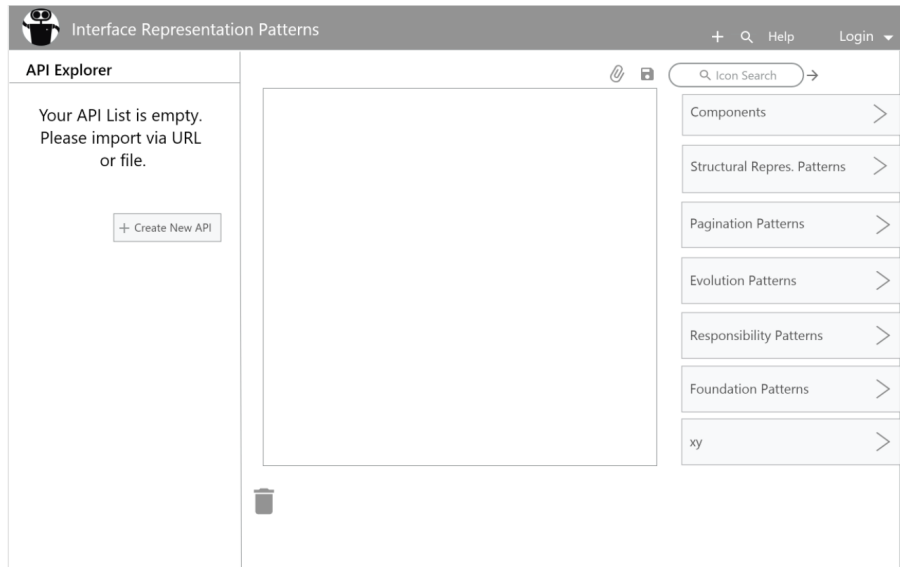 Interface Representation Patterns
+ Help Login
API Explorer
Your API List is empty.
Please import via URL
or file.
+ Create New API
Icon Search
Components
Structural Repres. Patterns
Pagination Patterns
Evolution Patterns
Responsibility Patterns
Foundation Patterns
xy